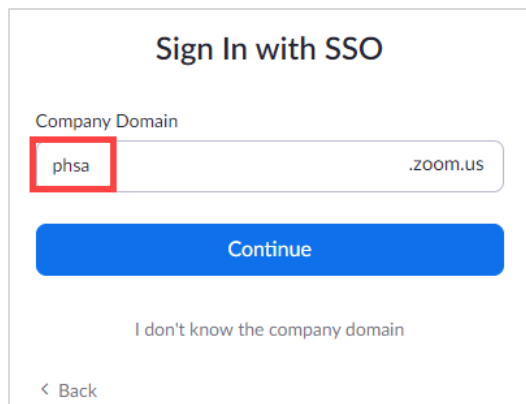 Sign In with SSO
Company Domain
phsa .zoom.us
Continue
I don't know the company domain
< Back